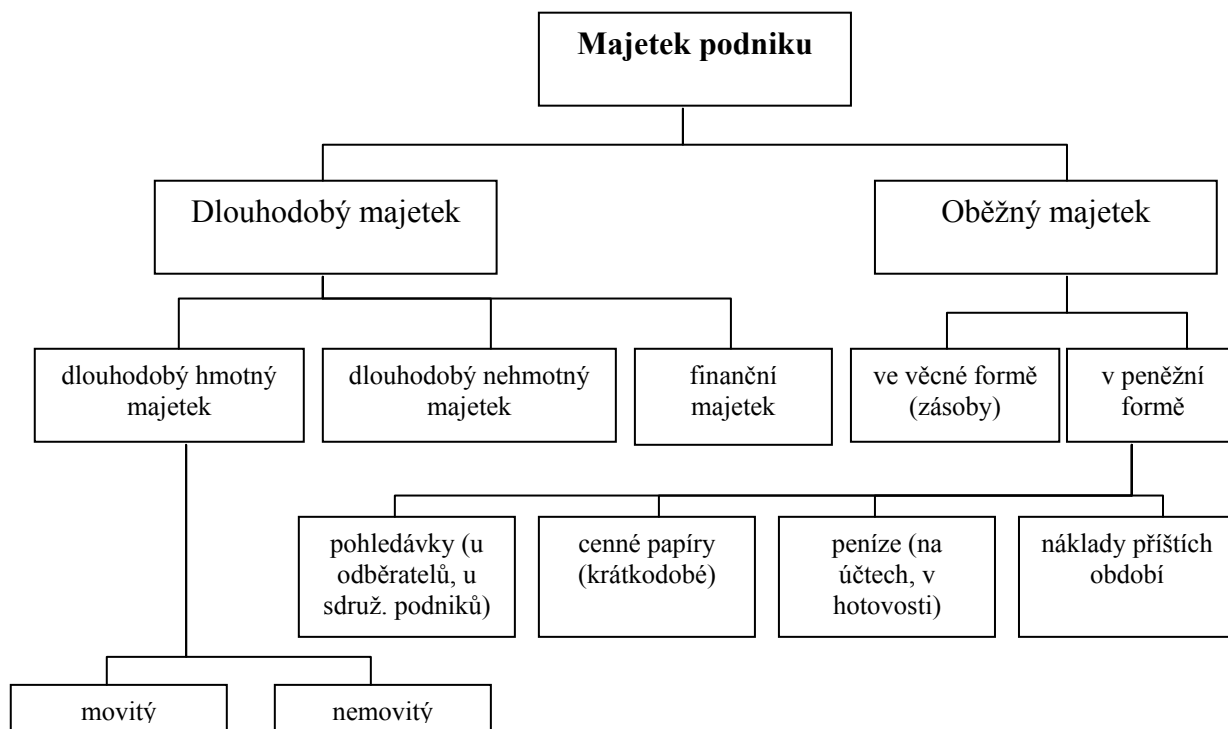 Majetek podniku
Dlouhodobý majetek
Oběžný majetek
dlouhodobý hmotný
majetek
dlouhodobý nehmotný
majetek
finanční
majetek
ve věcné formě
(zásoby)
v peněžní
formě
pohledávky (u
odběratelů, u
sdruž. podniků)
cenné papíry
(krátkodobé)
peníze (na
účtech, v
hotovosti)
náklady příštích
období
movitý
nemovitý